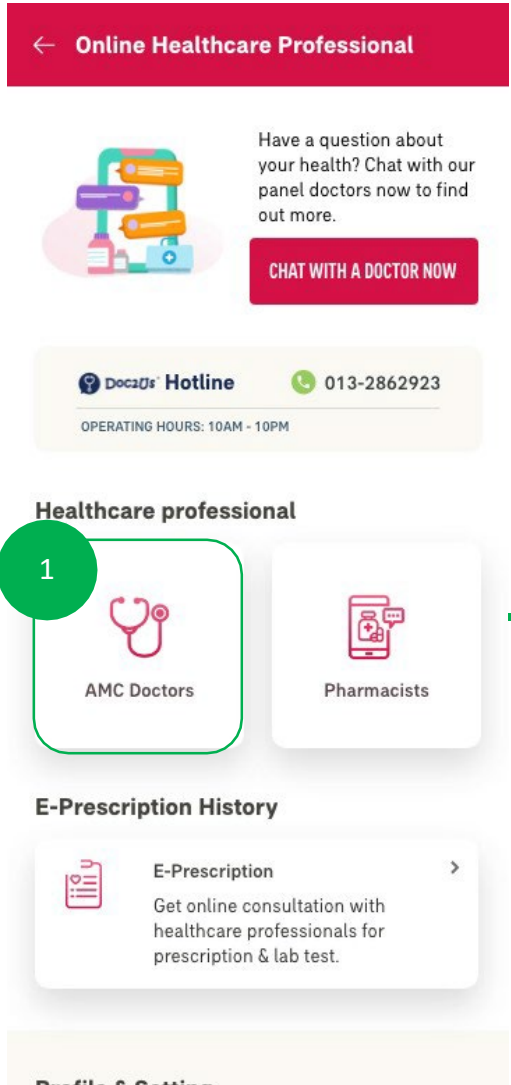 ← Online Healthcare Professional
Have a question about
your health? Chat with our
panel doctors now to find
out more.
CHAT WITH A DOCTOR NOW
Doc2Us Hotline 013-2862923
OPERATING HOURS: 10AM - 10PM
Healthcare professional
1
AMC Doctors
Pharmacists
E-Prescription History
E-Prescription
Get online consultation with
healthcare professionals for
prescription & lab test.
Profile & Setting